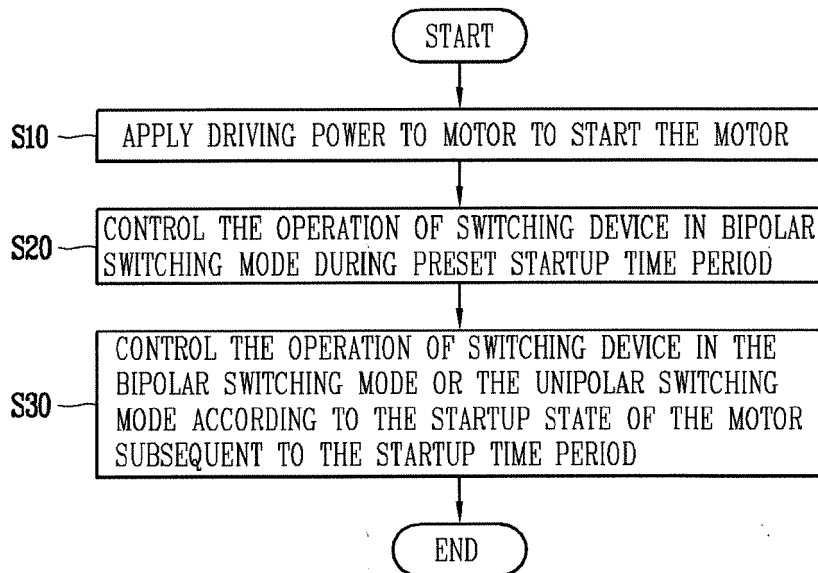 START
S10
APPLY DRIVING POWER TO MOTOR TO START THE MOTOR
S20
CONTROL THE OPERATION OF SWITCHING DEVICE IN BIPOLAR
SWITCHING MODE DURING PRESET STARTUP TIME PERIOD
S30
CONTROL THE OPERATION OF SWITCHING DEVICE IN THE
BIPOLAR SWITCHING MODE OR THE UNIPOLAR SWITCHING
MODE ACCORDING TO THE STARTUP STATE OF THE MOTOR
SUBSEQUENT TO THE STARTUP TIME PERIOD
END